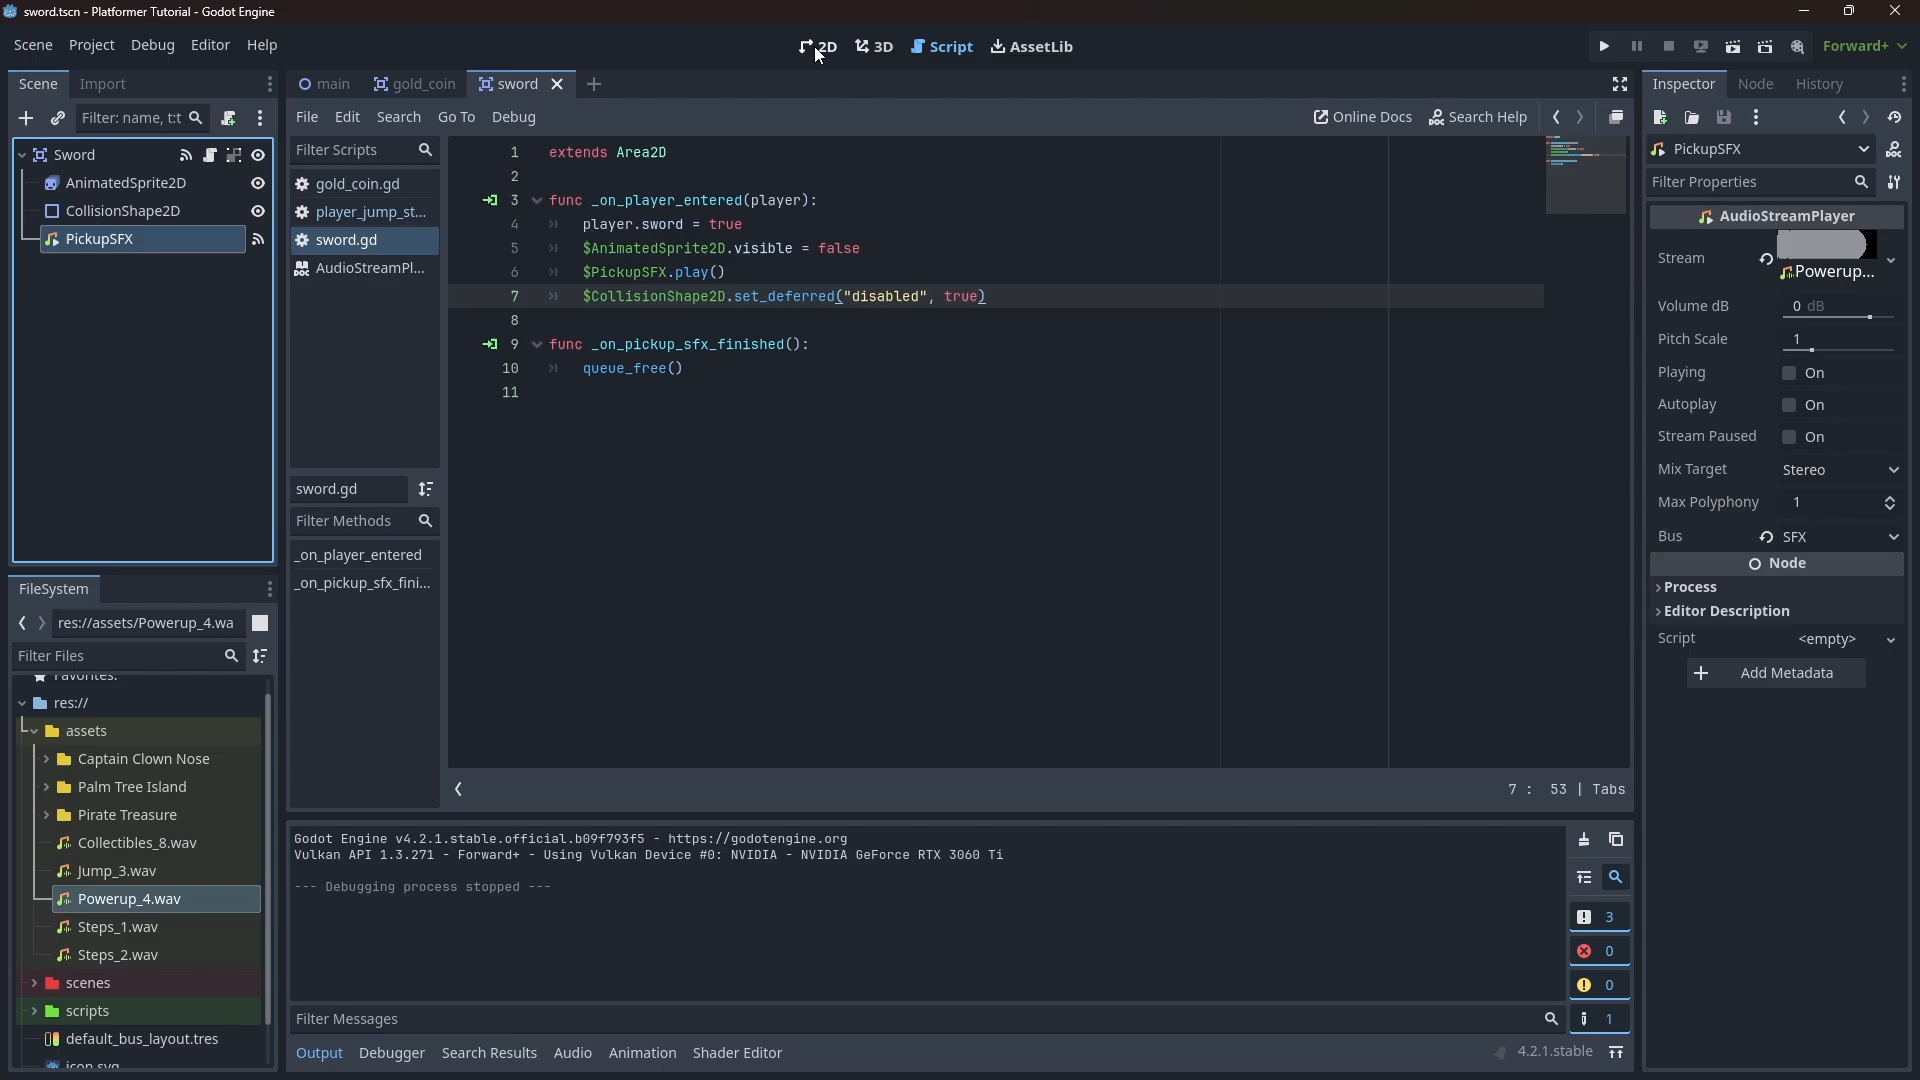 sword.tscn - Platformer Tutorial - Godot Engine
Scene Project Debug Editor Help
2D 3D Script AssetLib
Forward+
Scene Import
main gold_coin sword
Inspector Node History
Filter: name, t:t
File Edit Search Go To Debug
Online Docs Search Help
Sword
AnimatedSprite2D
CollisionShape2D
PickupSFX
Filter Scripts
gold_coin.gd
player_jump_st...
sword.gd
AudioStreamPl...
sword.gd
Filter Methods
_on_player_entered
_on_pickup_sfx_fini...
1 extends Area2D
2
3 func _on_player_entered(player):
4 player.sword = true
5 $AnimatedSprite2D.visible = false
6 $PickupSFX.play()
7 $CollisionShape2D.set_deferred("disabled", true)
8
9 func _on_pickup_sfx_finished():
10 queue_free()
11
7 : 53 | Tabs
PickupSFX
Filter Properties
AudioStreamPlayer
Stream Powerup...
Volume dB 0 dB
Pitch Scale 1
Playing On
Autoplay On
Stream Paused On
Mix Target Stereo
Max Polyphony 1
Bus SFX
Node
Process
Editor Description
Script <empty>
Add Metadata
FileSystem
res://assets/Powerup_4.wa
Filter Files
Favorites:
res://
assets
Captain Clown Nose
Palm Tree Island
Pirate Treasure
Collectibles_8.wav
Jump_3.wav
Powerup_4.wav
Steps_1.wav
Steps_2.wav
scenes
scripts
default_bus_layout.tres
icon.svg
Godot Engine v4.2.1.stable.official.b09f793f5 - https://godotengine.org
Vulkan API 1.3.271 - Forward+ - Using Vulkan Device #0: NVIDIA - NVIDIA GeForce RTX 3060 Ti
--- Debugging process stopped ---
3
0
0
1
Filter Messages
Output Debugger Search Results Audio Animation Shader Editor
4.2.1.stable